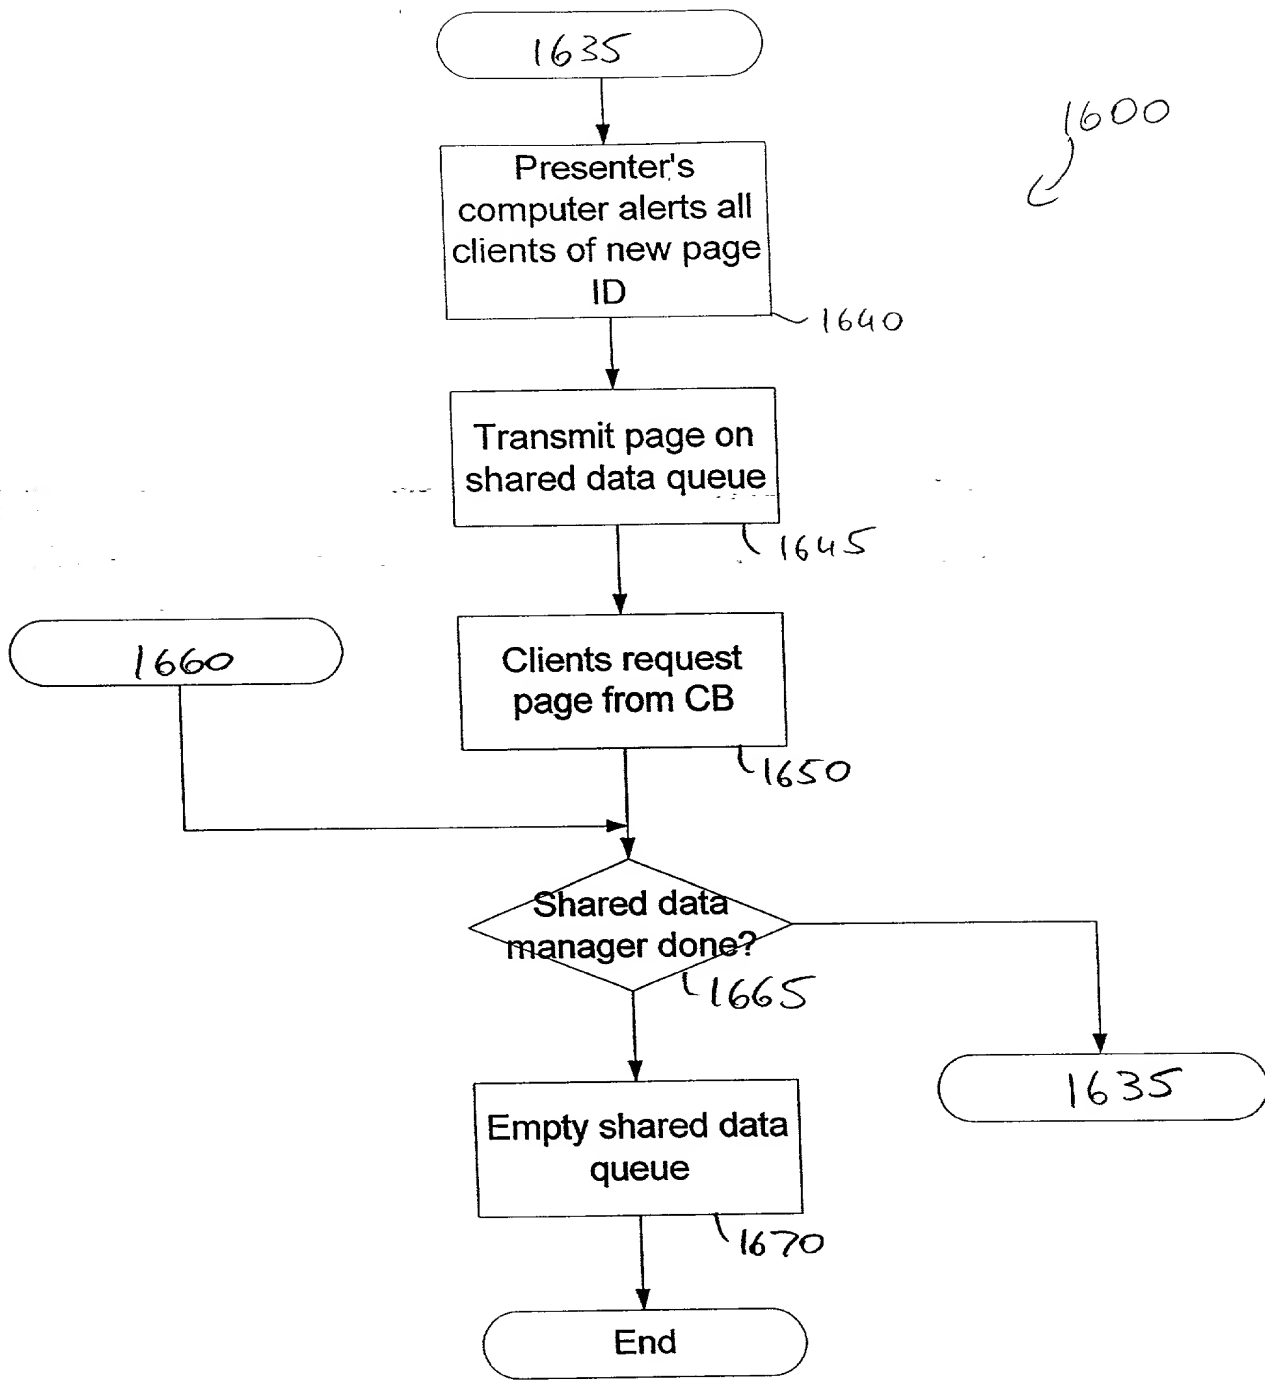 1635
1600
Presenter's
computer alerts all
clients of new page
ID
1640
Transmit page on
shared data queue
1645
1660
Clients request
page from CB
1650
Shared data
manager done?
1665
1635
Empty shared data
queue
1670
End